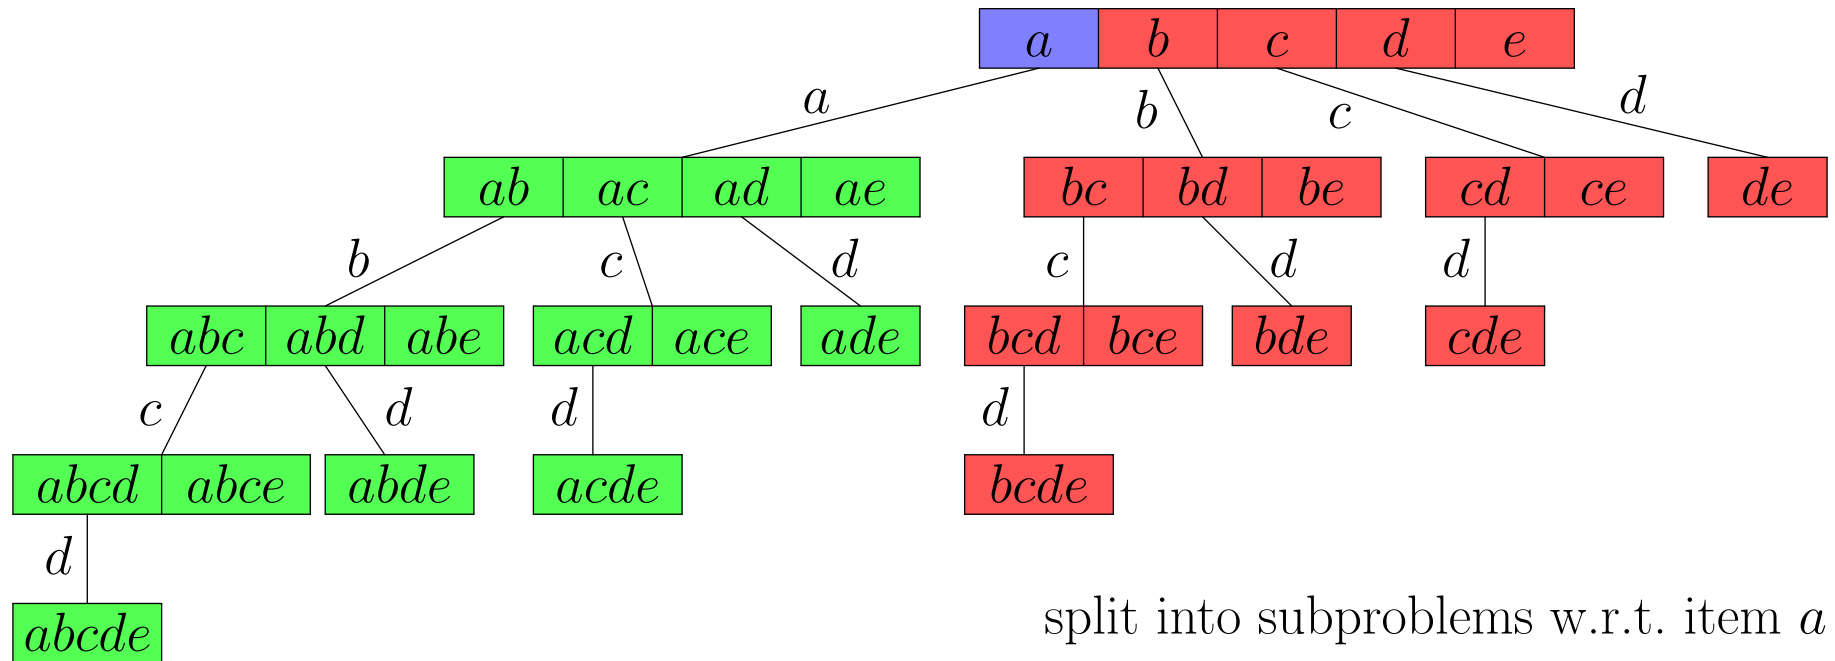 a b c d e
a b c d
ab ac ad ae bc bd be cd ce de
b c d c d d
abc abd abe acd ace ade bcd bce bde cde
c d d d
abcd abce abde acde bcde
d
abcde
split into subproblems w.r.t. item a